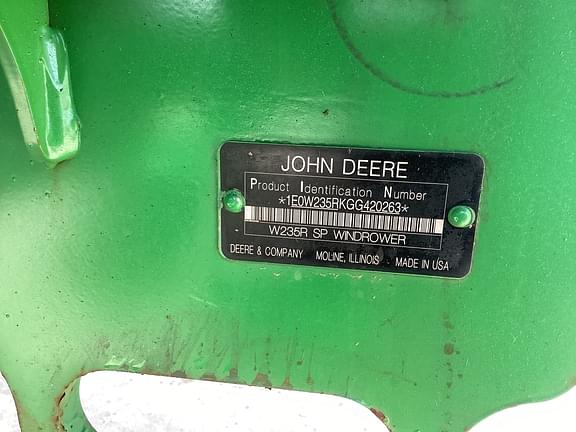 JOHN DEERE
Product Identification Number
*1E0W235RKGG420263*
W235R SP WINDROWER
DEERE & COMPANY MOLINE, ILLINOIS MADE IN USA